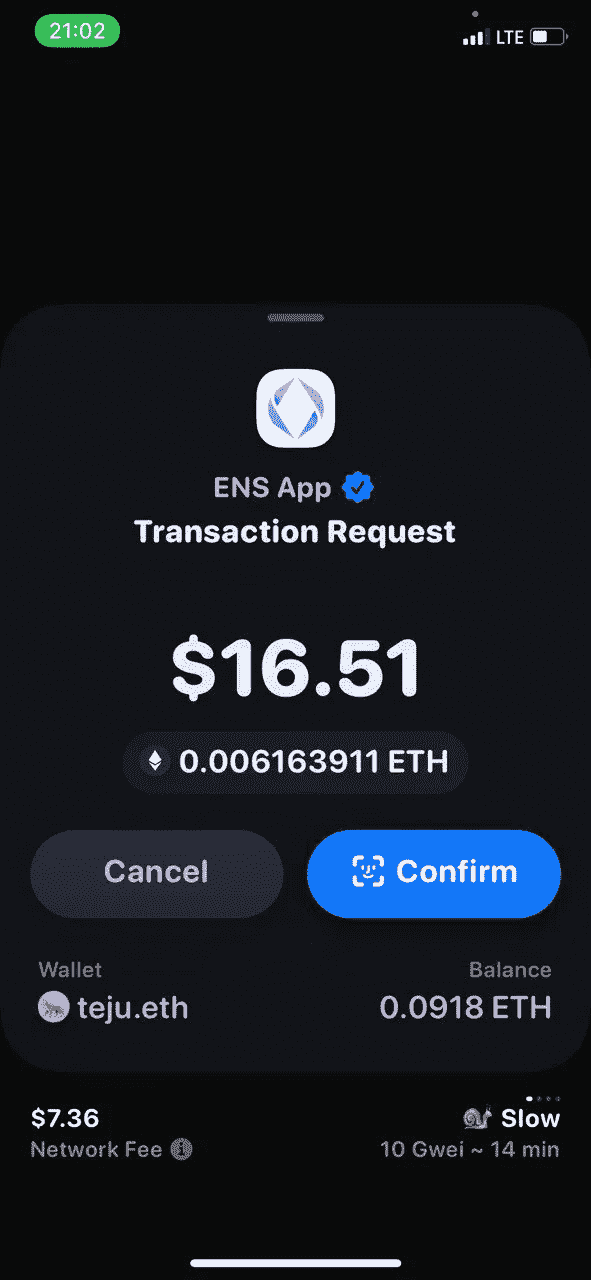 21:02
LTE
ENS App
Transaction Request
$16.51
0.006163911 ETH
Cancel
Confirm
Wallet
Balance
teju.eth
0.0918 ETH
$7.36
🐌 Slow
Network Fee
10 Gwei ~ 14 min